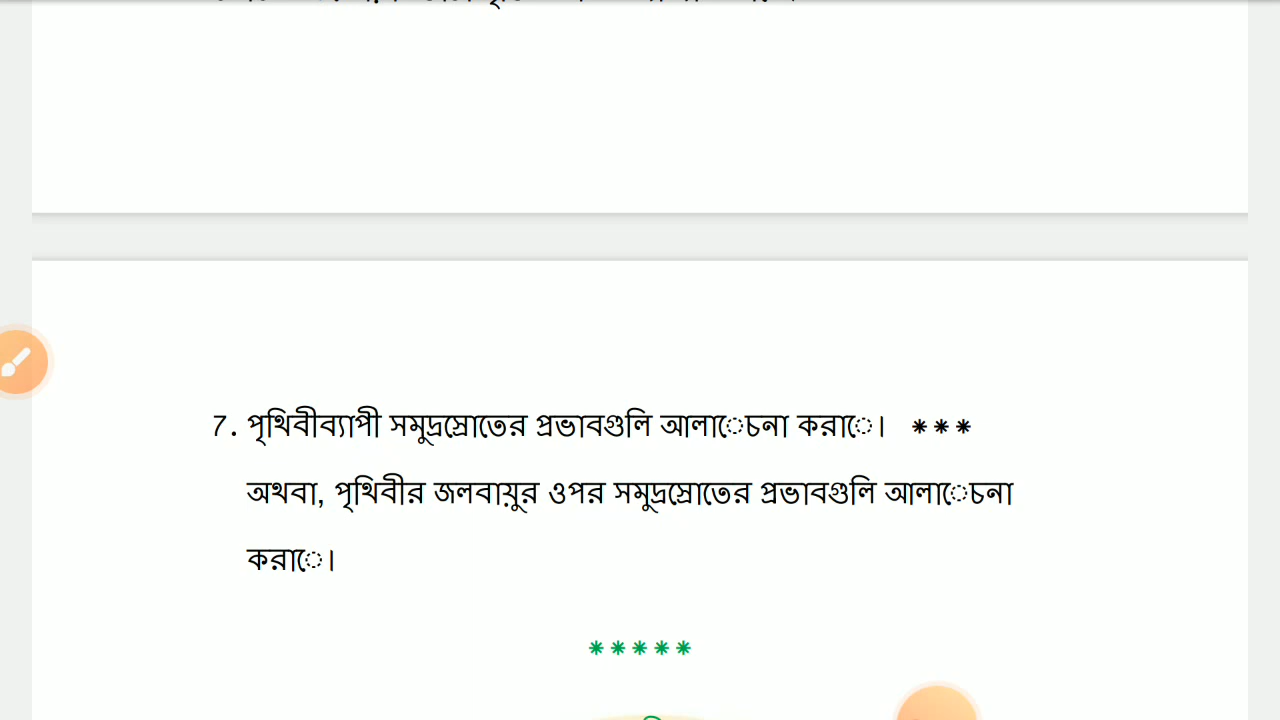 7. পৃথিবীব্যাপী সমুদ্রস্রোতের প্রভাবগুলি আলােচনা করাে। ***
অথবা, পৃথিবীর জলবায়ুর ওপর সমুদ্রস্রোতের প্রভাবগুলি আলােচনা
করাে।
*****